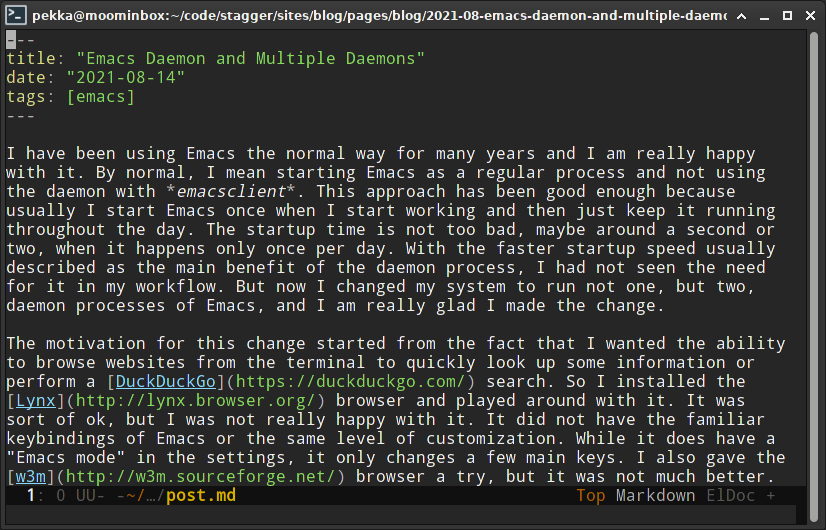 pekka@moominbox:~/code/stagger/sites/blog/pages/blog/2021-08-emacs-daemon-and-multiple-daemo
---
title: "Emacs Daemon and Multiple Daemons"
date: "2021-08-14"
tags: [emacs]
---
I have been using Emacs the normal way for many years and I am really happy
with it. By normal, I mean starting Emacs as a regular process and not using
the daemon with *emacsclient*. This approach has been good enough because
usually I start Emacs once when I start working and then just keep it running
throughout the day. The startup time is not too bad, maybe around a second or
two, when it happens only once per day. With the faster startup speed usually
described as the main benefit of the daemon process, I had not seen the need
for it in my workflow. But now I changed my system to run not one, but two,
daemon processes of Emacs, and I am really glad I made the change.
The motivation for this change started from the fact that I wanted the ability
to browse websites from the terminal to quickly look up some information or
perform a [DuckDuckGo](https://duckduckgo.com/) search. So I installed the
[Lynx](http://lynx.browser.org/) browser and played around with it. It was
sort of ok, but I was not really happy with it. It did not have the familiar
keybindings of Emacs or the same level of customization. While it does have a
"Emacs mode" in the settings, it only changes a few main keys. I also gave the
[w3m](http://w3m.sourceforge.net/) browser a try, but it was not much better.
1: 0 UU- -~/…/post.md Top Markdown ElDoc +